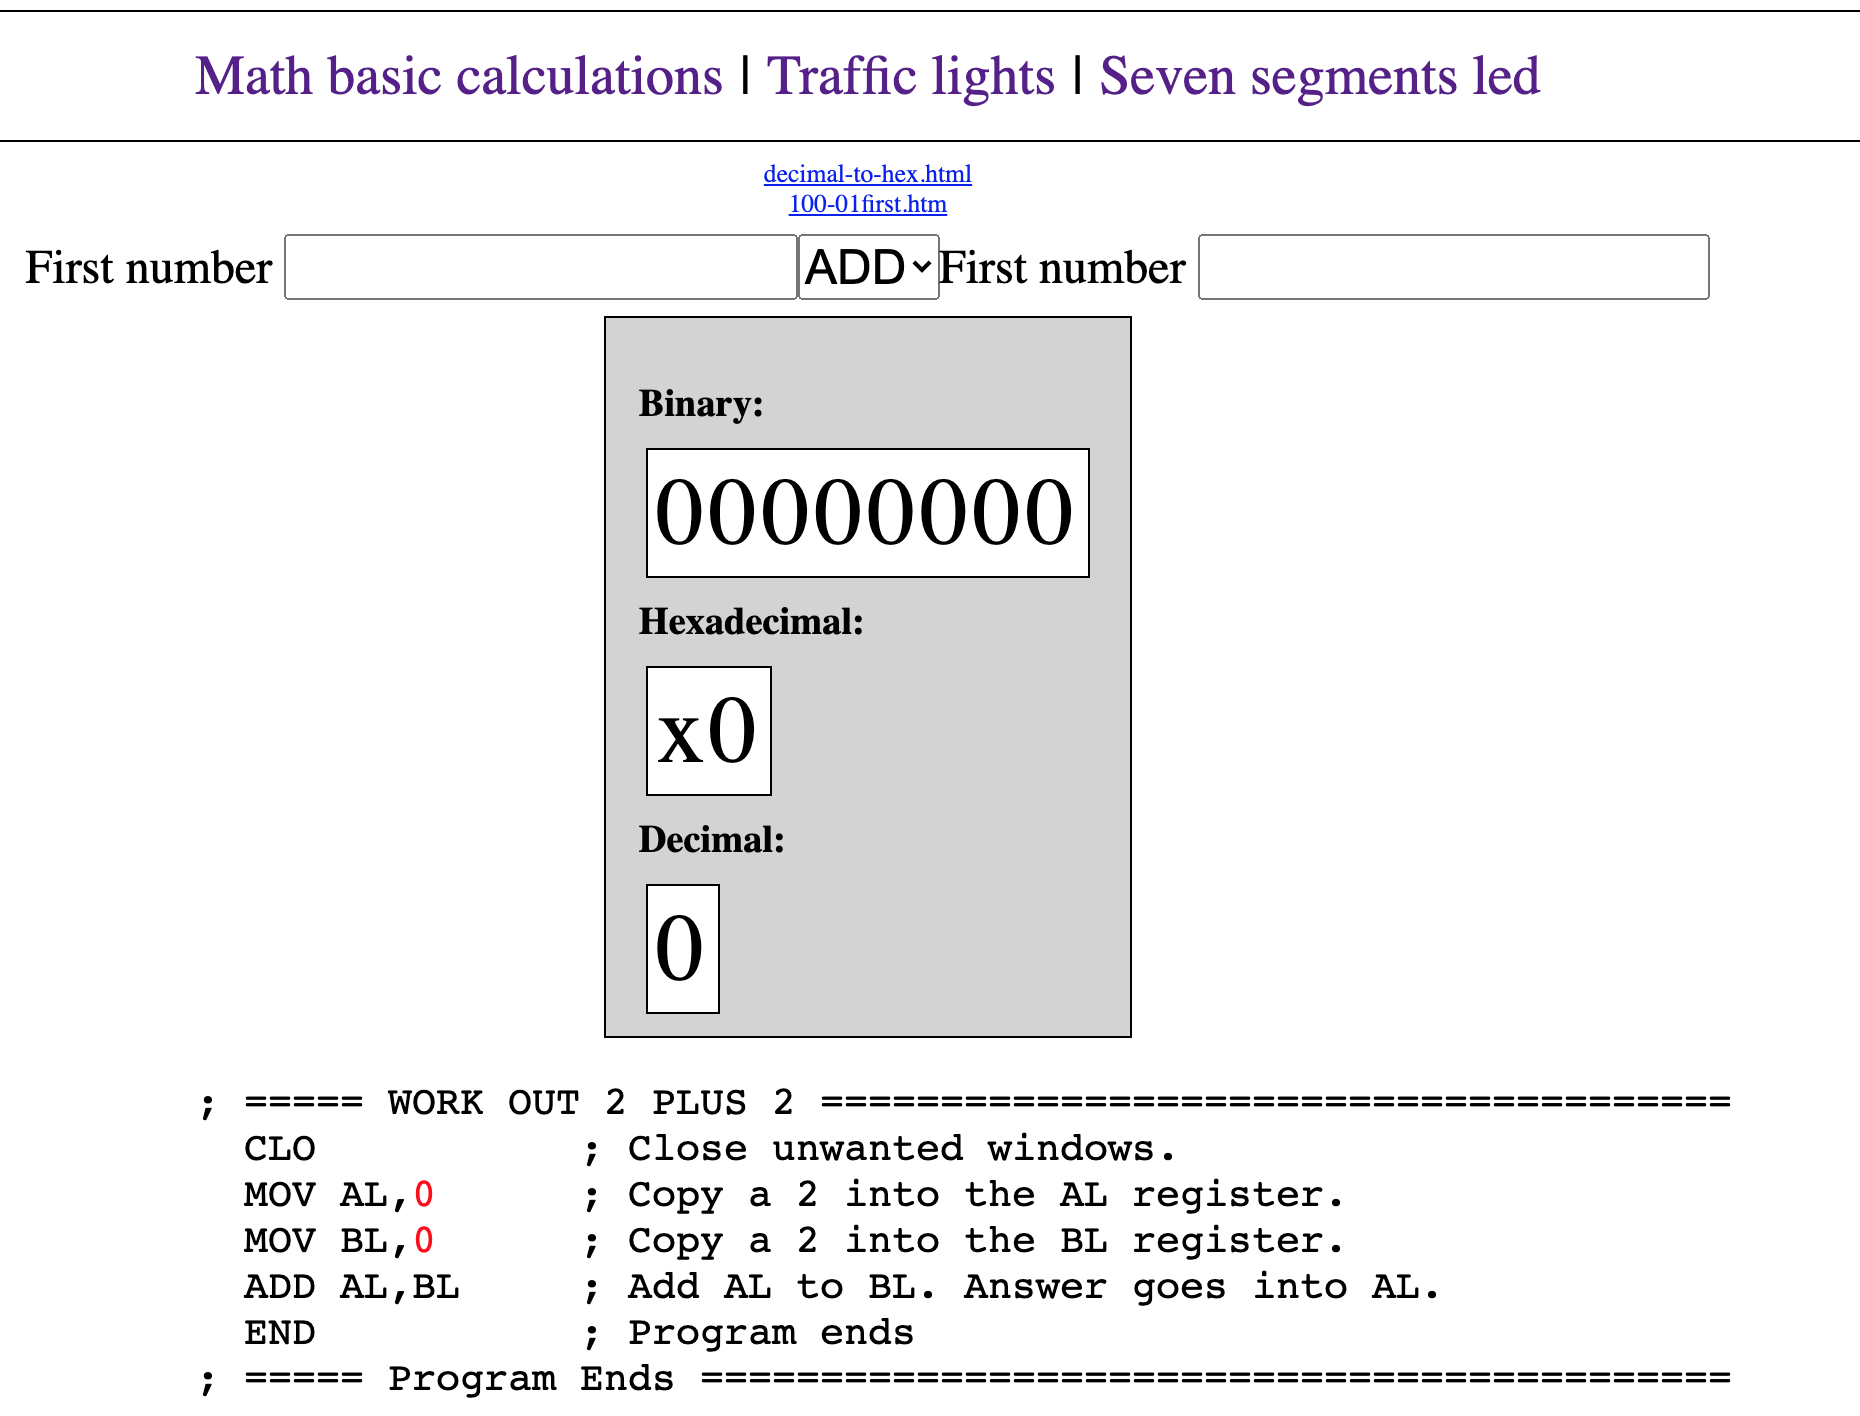 Math basic calculations | Traffic lights | Seven segments led
decimal-to-hex.html
100-01first.htm
First number ADD First number
Binary:
00000000
Hexadecimal:
x0
Decimal:
0
; ===== WORK OUT 2 PLUS 2 ======================================
CLO ; Close unwanted windows.
MOV AL,0 ; Copy a 2 into the AL register.
MOV BL,0 ; Copy a 2 into the BL register.
ADD AL,BL ; Add AL to BL. Answer goes into AL.
END ; Program ends
; ===== Program Ends ===========================================